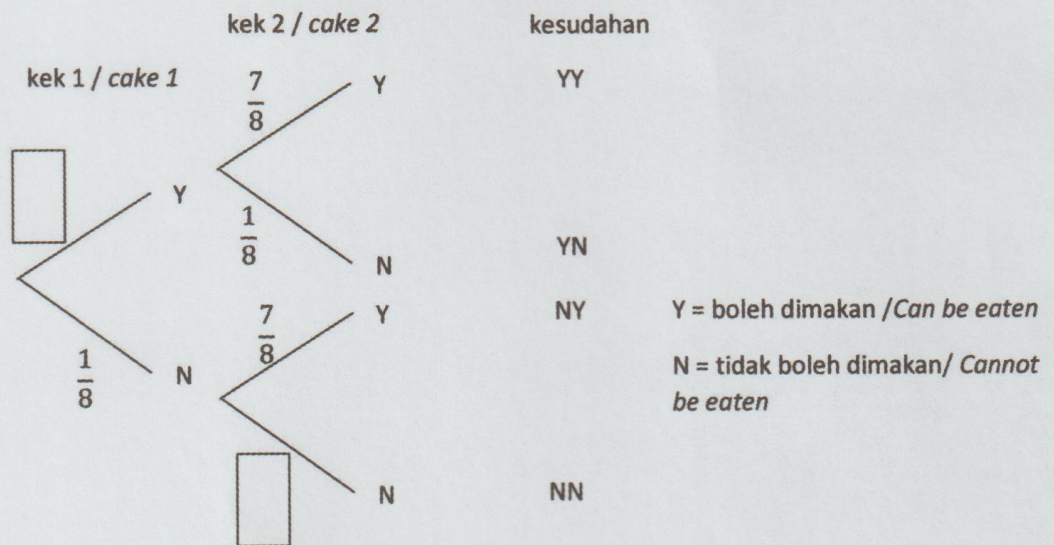 kek 2 / cake 2
kesudahan
kek 1 / cake 1
7/8
Y
YY
Y
1/8
N
YN
7/8
Y
NY
1/8
N
N
NN
Y = boleh dimakan /Can be eaten
N = tidak boleh dimakan/ Cannot
be eaten